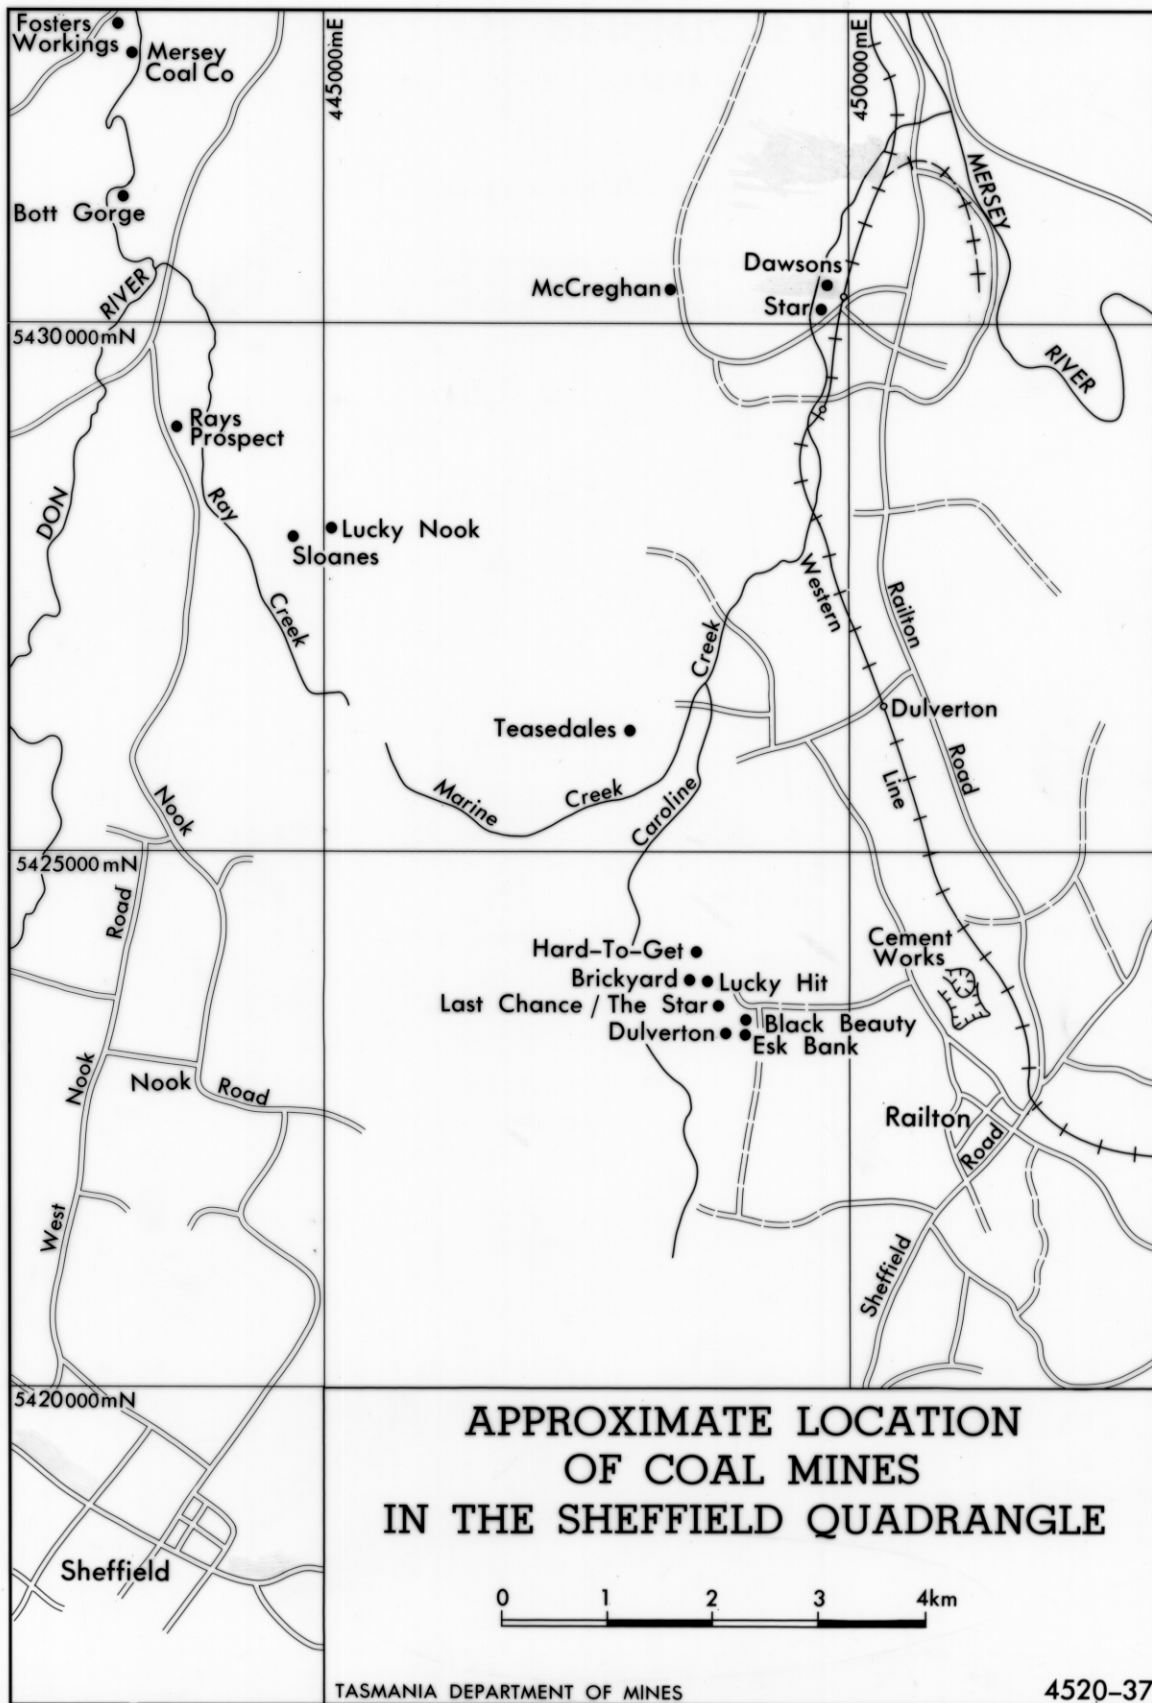 Fosters
Workings
Mersey
Coal Co
445000mE
450000mE
MERSEY
RIVER
Bott Gorge
RIVER
DON
McCreghan
Dawsons
Star
5430000mN
Rays
Prospect
Ray
Creek
Lucky Nook
Sloanes
Western
Line
Railton
Road
Creek
Dulverton
Teasedales
Marine
Creek
Caroline
Nook
5425000mN
Road
Hard-To-Get
Cement
Works
Brickyard
Lucky Hit
Last Chance / The Star
Black Beauty
Dulverton
Esk Bank
Nook
Nook
Road
West
Railton
Road
Sheffield
5420000mN
Sheffield
APPROXIMATE LOCATION
OF COAL MINES
IN THE SHEFFIELD QUADRANGLE
0 1 2 3 4km
TASMANIA DEPARTMENT OF MINES
4520-37